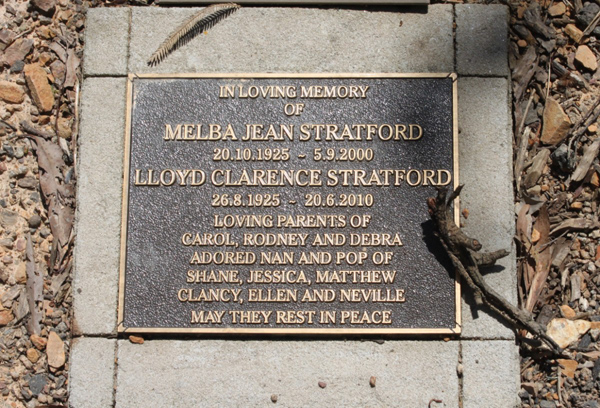 IN LOVING MEMORY
OF
MELBA JEAN STRATFORD
20.10.1925 ~ 5.9.2000
LLOYD CLARENCE STRATFORD
26.8.1925 ~ 20.6.2010
LOVING PARENTS OF
CAROL, RODNEY AND DEBRA
ADORED NAN AND POP OF
SHANE, JESSICA, MATTHEW
CLANCY, ELLEN AND NEVILLE
MAY THEY REST IN PEACE